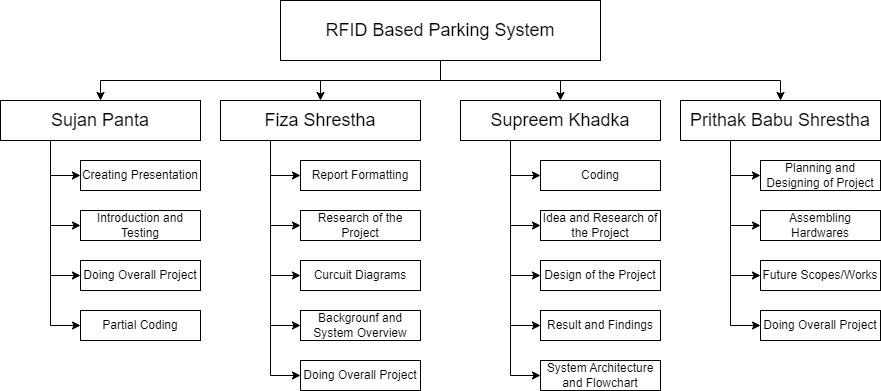 RFID Based Parking System
Sujan Panta
Creating Presentation
Introduction and
Testing
Doing Overall Project
Partial Coding
Fiza Shrestha
Report Formatting
Research of the
Project
Curcuit Diagrams
Backgrounf and
System Overview
Doing Overall Project
Supreem Khadka
Coding
Idea and Research of
the Project
Design of the Project
Result and Findings
System Architecture
and Flowchart
Prithak Babu Shrestha
Planning and
Designing of Project
Assembling
Hardwares
Future Scopes/Works
Doing Overall Project